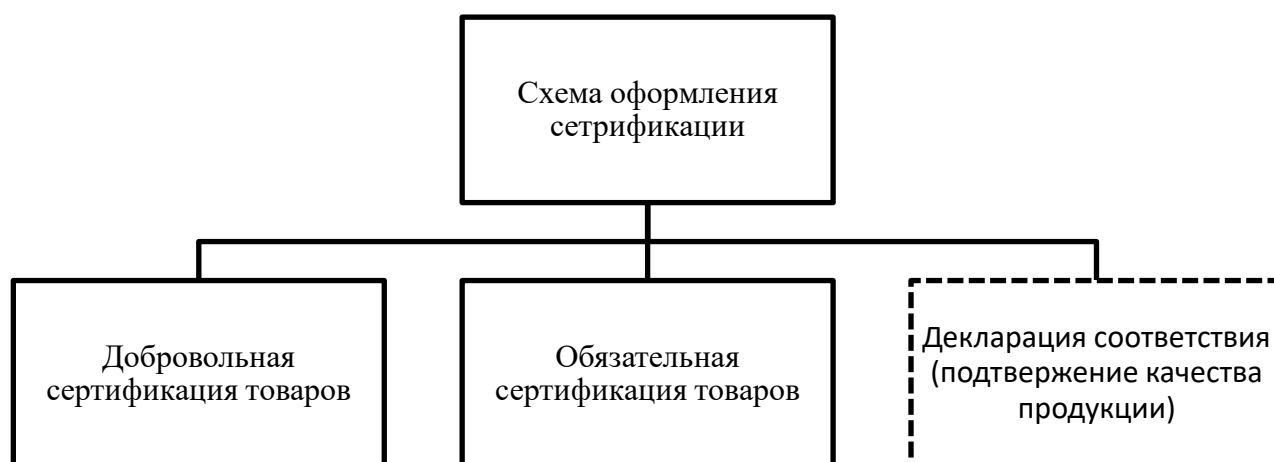 Схема оформления
сетрификации
Добровольная
сертификация товаров
Обязательная
сертификация товаров
Декларация соответствия
(подтвержение качества
продукции)